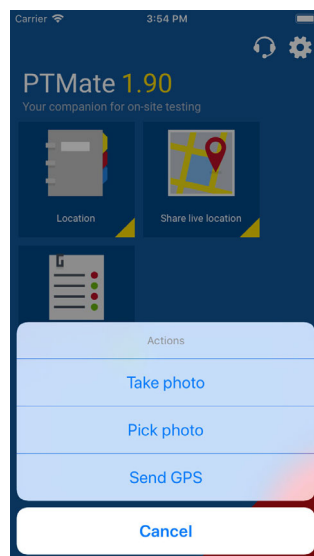 Carrier 3:54 PM
PTMate 1.90
Your companion for on-site testing
Location
Share live location
G
Actions
Take photo
Pick photo
Send GPS
Cancel